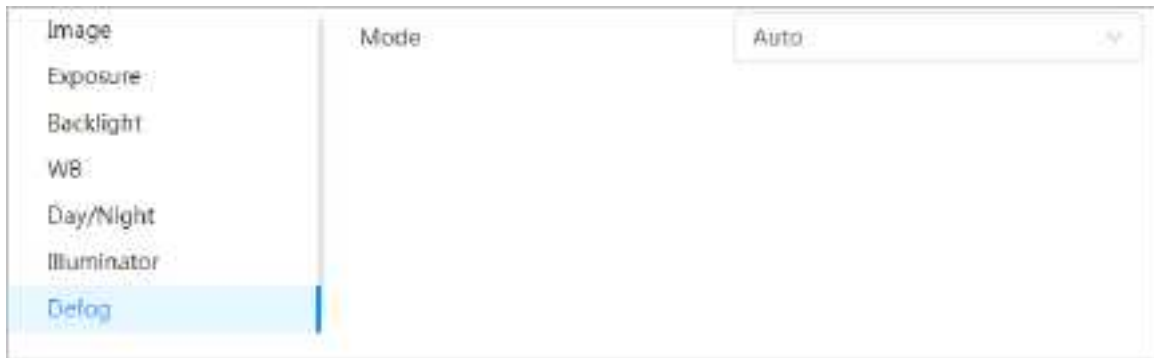 Image
Mode
Auto
Exposure
Backlight
WB
Day/Night
Illuminator
Defog